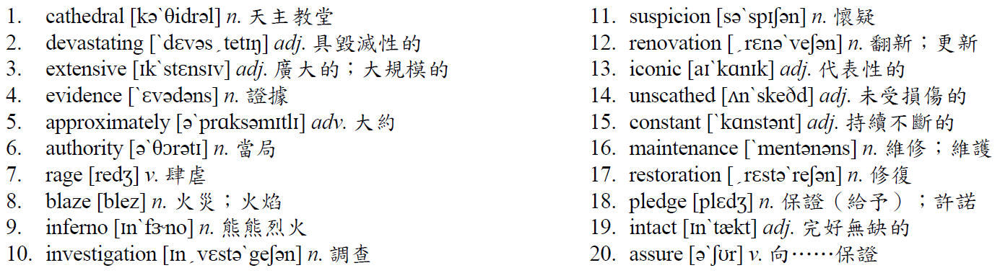 1. cathedral [kə`θidrəl] n. 天主教堂
2. devastating [`dɛvəsˏtetɪŋ] adj. 具毀滅性的
3. extensive [ɪk`stɛnsɪv] adj. 廣大的；大規模的
4. evidence [`ɛvədəns] n. 證據
5. approximately [ə`prɑksəmɪtlɪ] adv. 大約
6. authority [ə`θɔrətɪ] n. 當局
7. rage [redʒ] v. 肆虐
8. blaze [blez] n. 火災；火焰
9. inferno [ɪn`fɝno] n. 熊熊烈火
10. investigation [ɪnˏvɛstə`geʃən] n. 調查
11. suspicion [sə`spɪʃən] n. 懷疑
12. renovation [ˏrɛnə`veʃən] n. 翻新；更新
13. iconic [aɪ`kɑnɪk] adj. 代表性的
14. unscathed [ʌn`skeðd] adj. 未受損傷的
15. constant [`kɑnstənt] adj. 持續不斷的
16. maintenance [`mentənəns] n. 維修；維護
17. restoration [ˏrɛstə`reʃən] n. 修復
18. pledge [plɛdʒ] n. 保證（給予）；許諾
19. intact [ɪn`tækt] adj. 完好無缺的
20. assure [ə`ʃʊr] v. 向⋯⋯保證